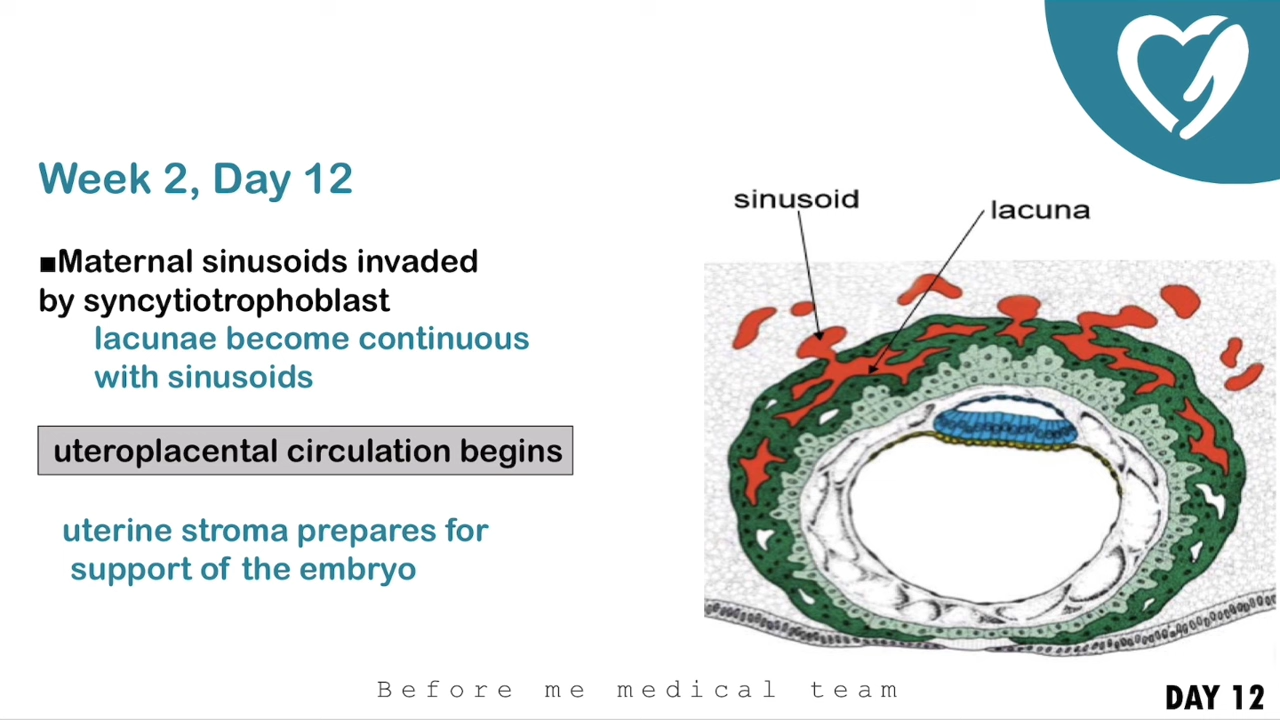 Week 2, Day 12
▪Maternal sinusoids invaded
by syncytiotrophoblast
lacunae become continuous
with sinusoids
uteroplacental circulation begins
uterine stroma prepares for
support of the embryo
sinusoid
lacuna
Before me medical team
DAY 12